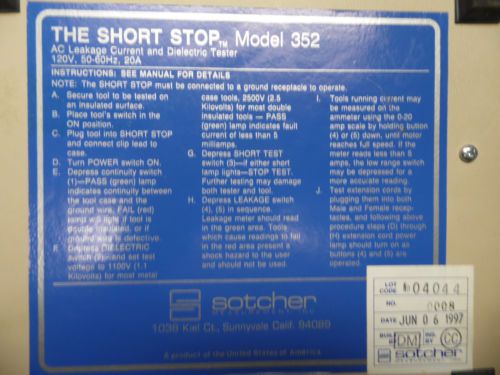 THE SHORT STOP TM Model 352
AC Leakage Current and Dielectric Tester
120V, 50-60Hz, 20A
INSTRUCTIONS: SEE MANUAL FOR DETAILS
NOTE: The SHORT STOP must be connected to a ground receptacle to operate.
A. Secure tool to be tested on
an insulated surface.
B. Place tool's switch in the
ON position.
C. Plug tool into SHORT STOP
and connect clip lead to
case.
D. Turn POWER switch ON.
E. Depress continuity switch
(1)—PASS (green) lamp
indicates continuity between
the tool case and the
ground wire. FAIL (red)
lamp will light if tool is
double insulated, or if
ground wire is defective.
F. Depress DIELECTRIC
switch (2)— and set test
voltage to 1100V (1.1
Kilovolts) for most metal
case tools, 2500V (2.5
Kilovolts) for most double
insulated tools — PASS
(green) lamp indicates fault
current of less than 5
milliamps.
G. Depress SHORT TEST
switch (3)—if either short
lamp lights—STOP TEST.
Further testing may damage
both tester and tool.
H. Depress LEAKAGE switch
(4), (5) in sequence.
Leakage meter should read
in the green area. Tools
which cause readings to fall
in the red area present a
shock hazard to the user
and should not be used.
I. Tools running current may
be measured on the
ammeter using the 0-20
amp scale by holding button
(4) or (5) down, until motor
reaches full speed. If the
meter reads less than 5
amps, the low range switch
may be depressed for a
more accurate reading.
J. Test extension cords by
plugging them into both
Male and Female recep-
tacles, and following above
procedure steps (D) through
(H) extension cord power
lamp should turn on as
buttons (4) and (5) are
operated.
sotcher
DEVELOPMENT INC
1038 Kiel Ct., Sunnyvale Calif. 94089
A product of the United States of America
LOT
CODE 04044
NO. 0008
DATE JUN 06 1997
BUILT
BY DM INSP.
BY CC
sotcher